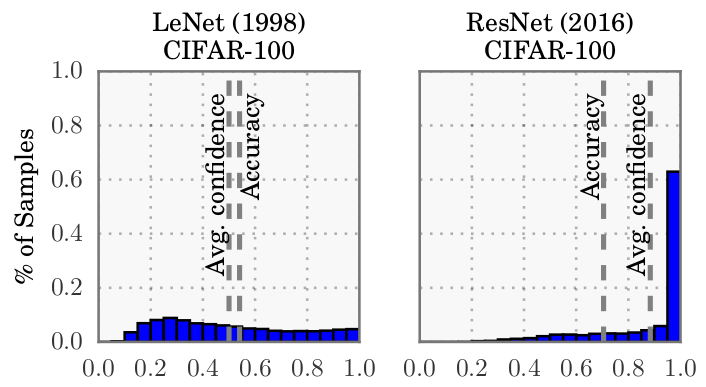 LeNet (1998)
CIFAR-100
ResNet (2016)
CIFAR-100
% of Samples
1.0
0.8
0.6
0.4
0.2
0.0
Avg. confidence
Accuracy
Accuracy
Avg. confidence
0.0 0.2 0.4 0.6 0.8 1.0
0.0 0.2 0.4 0.6 0.8 1.0